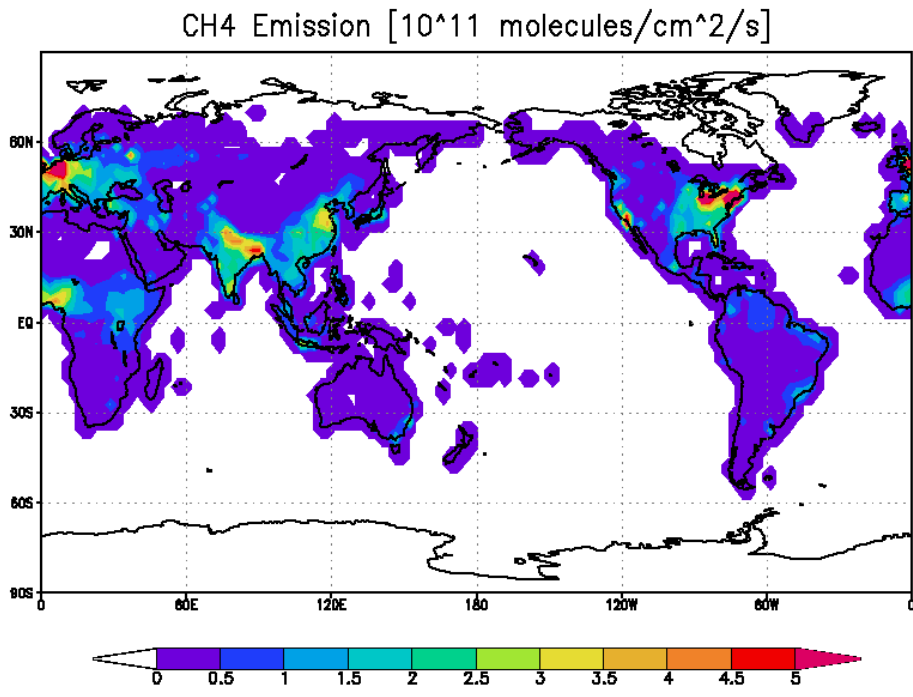 CH4 Emission [10^11 molecules/cm^2/s]
60N
30N
EQ
30S
60S
90S
0 60E 120E 180 120W 60W 0
0 0.5 1 1.5 2 2.5 3 3.5 4 4.5 5